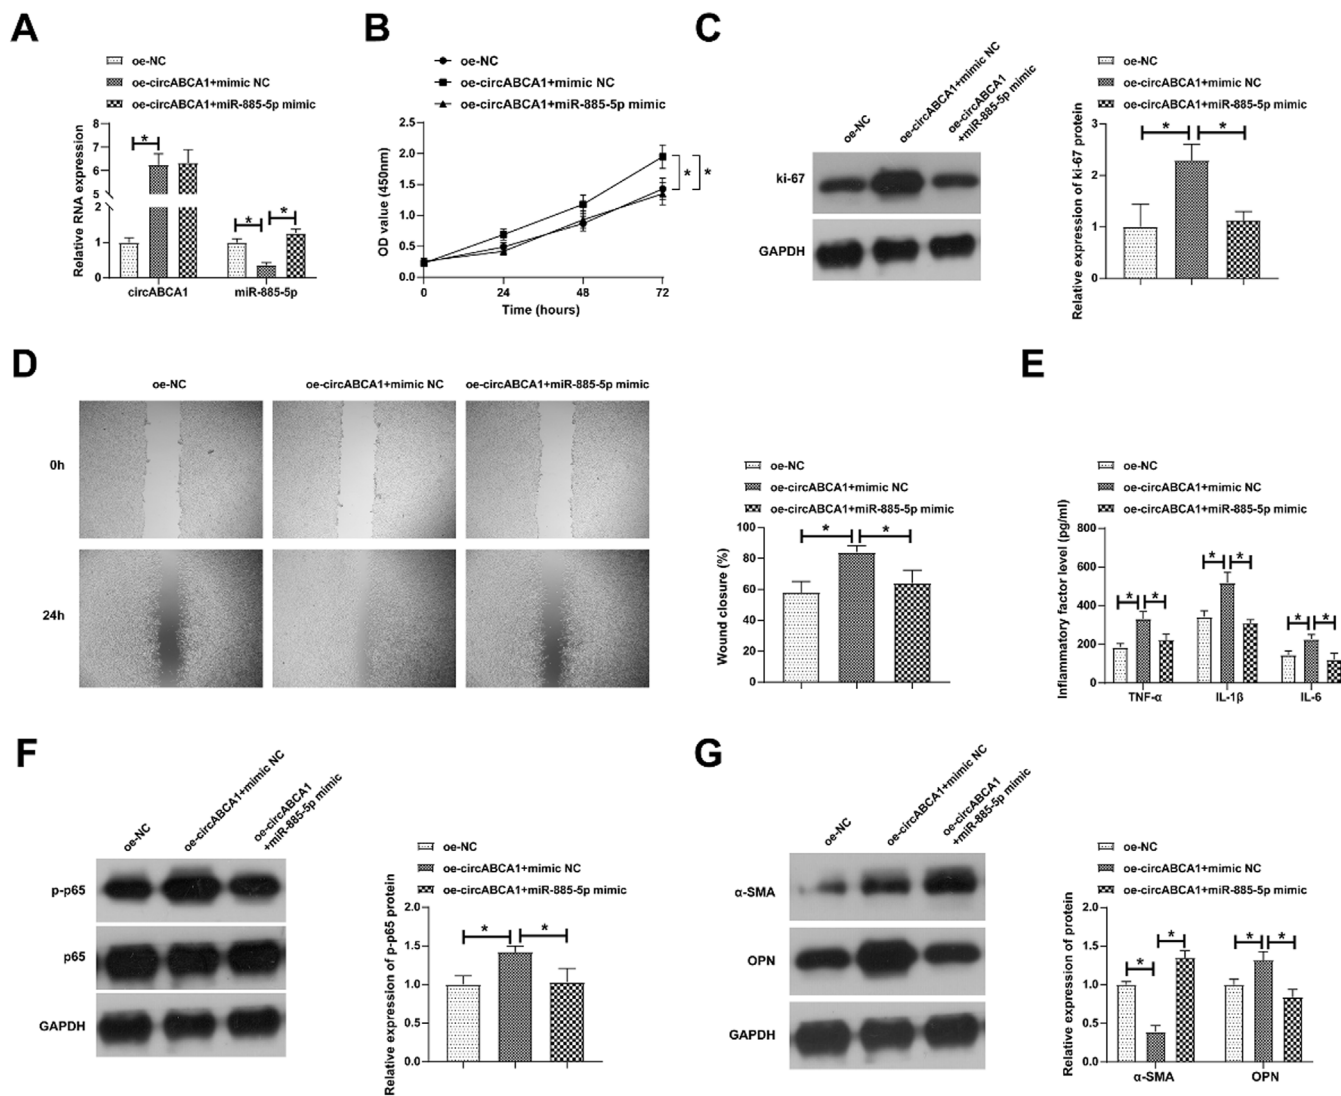 A
oe-NC
oe-circABCA1+mimic NC
oe-circABCA1+miR-885-5p mimic
Relative RNA expression
8
7
6
5
2
1
0
*
*
*
circABCA1
miR-885-5p
B
oe-NC
oe-circABCA1+mimic NC
oe-circABCA1+miR-885-5p mimic
OD value (450nm)
2.5
2.0
1.5
1.0
0.5
0.0
*
*
0
24
48
72
Time (hours)
C
oe-NC
oe-circABCA1+mimic NC
oe-circABCA1
+miR-885-5p mimic
ki-67
GAPDH
oe-NC
oe-circABCA1+mimic NC
oe-circABCA1+miR-885-5p mimic
Relative expression of ki-67 protein
3
2
1
0
*
*
D
oe-NC
oe-circABCA1+mimic NC
oe-circABCA1+miR-885-5p mimic
0h
24h
oe-NC
oe-circABCA1+mimic NC
oe-circABCA1+miR-885-5p mimic
Wound closure (%)
100
80
60
40
20
0
*
*
E
oe-NC
oe-circABCA1+mimic NC
oe-circABCA1+miR-885-5p mimic
Inflammatory factor level (pg/ml)
800
600
400
200
0
*
*
*
*
*
*
TNF-α
IL-1β
IL-6
F
oe-NC
oe-circABCA1+mimic NC
oe-circABCA1
+miR-885-5p mimic
p-p65
p65
GAPDH
oe-NC
oe-circABCA1+mimic NC
oe-circABCA1+miR-885-5p mimic
Relative expression of p-p65 protein
2.0
1.5
1.0
0.5
0.0
*
*
G
oe-NC
oe-circABCA1+mimic NC
oe-circABCA1
+miR-885-5p mimic
α-SMA
OPN
GAPDH
oe-NC
oe-circABCA1+mimic NC
oe-circABCA1+miR-885-5p mimic
Relative expression of protein
2.0
1.5
1.0
0.5
0.0
*
*
*
*
α-SMA
OPN